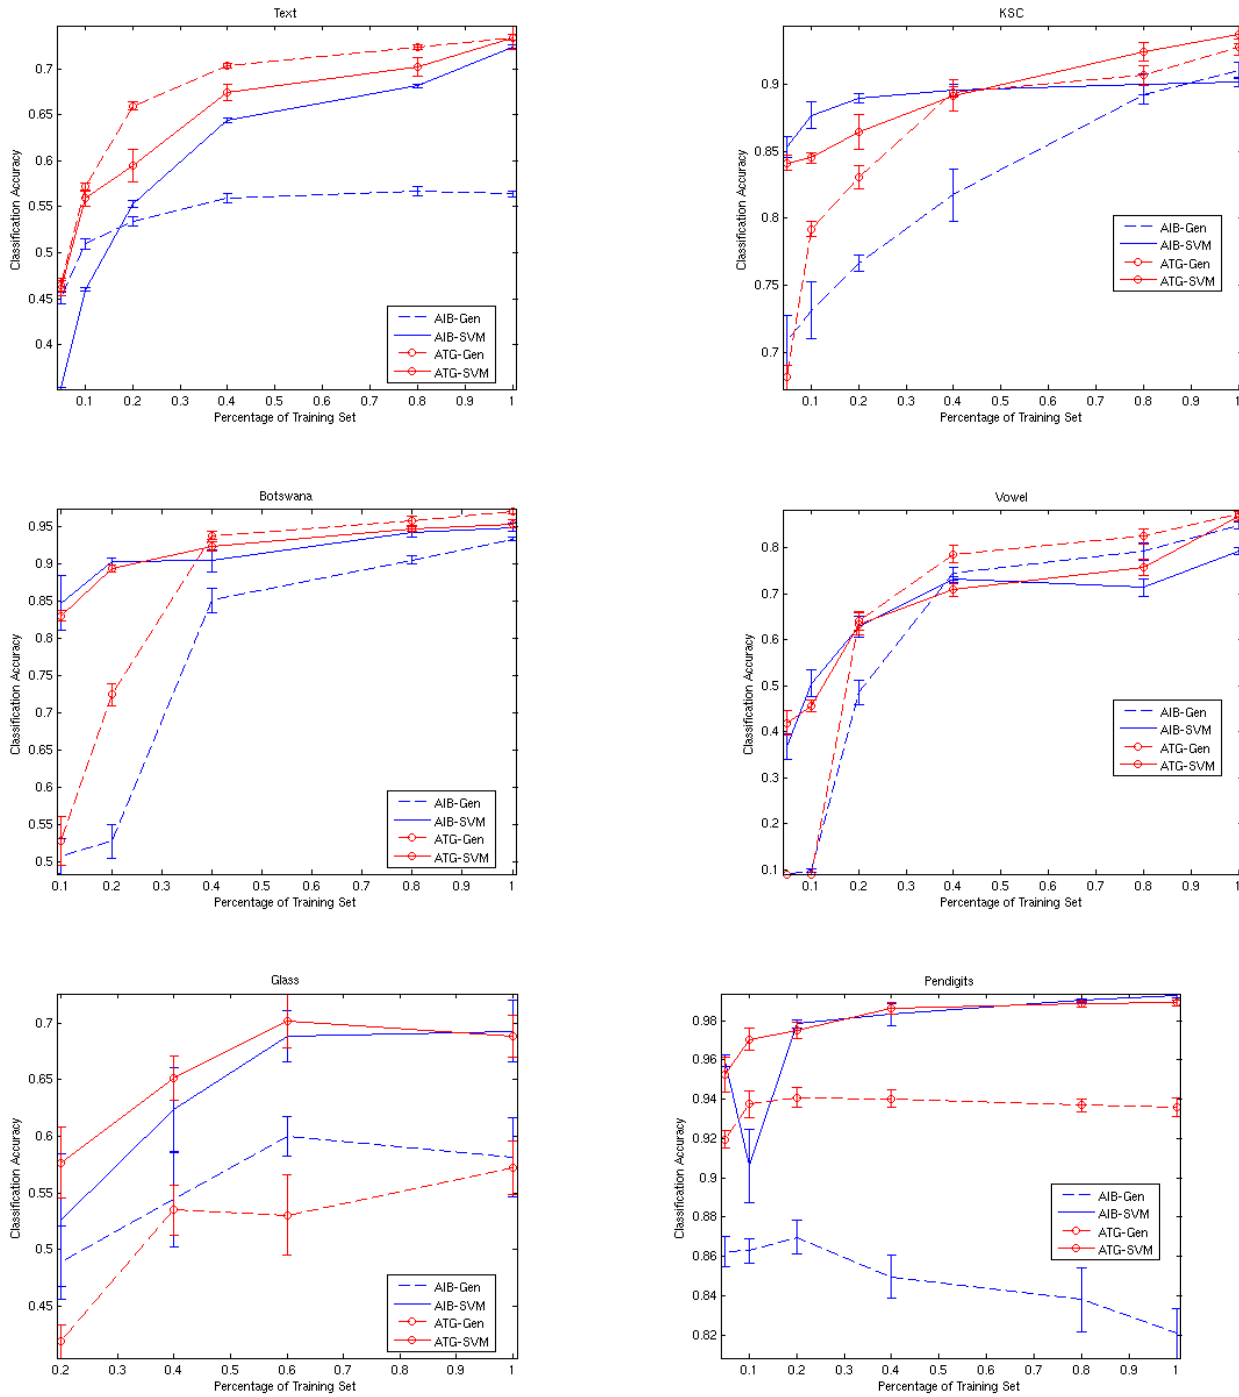 Text
0.7
0.65
0.6
0.55
0.5
0.45
0.4
Classification Accuracy
0.1 0.2 0.3 0.4 0.5 0.6 0.7 0.8 0.9 1
Percentage of Training Set
AIB-Gen
AIB-SVM
ATG-Gen
ATG-SVM
KSC
0.9
0.85
0.8
0.75
0.7
Classification Accuracy
0.1 0.2 0.3 0.4 0.5 0.6 0.7 0.8 0.9 1
Percentage of Training Set
AIB-Gen
AIB-SVM
ATG-Gen
ATG-SVM
Botswana
0.95
0.9
0.85
0.8
0.75
0.7
0.65
0.6
0.55
0.5
Classification Accuracy
0.1 0.2 0.3 0.4 0.5 0.6 0.7 0.8 0.9 1
Percentage of Training Set
AIB-Gen
AIB-SVM
ATG-Gen
ATG-SVM
Vowel
0.8
0.7
0.6
0.5
0.4
0.3
0.2
0.1
Classification Accuracy
0.1 0.2 0.3 0.4 0.5 0.6 0.7 0.8 0.9 1
Percentage of Training Set
AIB-Gen
AIB-SVM
ATG-Gen
ATG-SVM
Glass
0.7
0.65
0.6
0.55
0.5
0.45
Classification Accuracy
0.2 0.3 0.4 0.5 0.6 0.7 0.8 0.9 1
Percentage of Training Set
AIB-Gen
AIB-SVM
ATG-Gen
ATG-SVM
Pendigits
0.98
0.96
0.94
0.92
0.9
0.88
0.86
0.84
0.82
Classification Accuracy
0.1 0.2 0.3 0.4 0.5 0.6 0.7 0.8 0.9 1
Percentage of Training Set
AIB-Gen
AIB-SVM
ATG-Gen
ATG-SVM